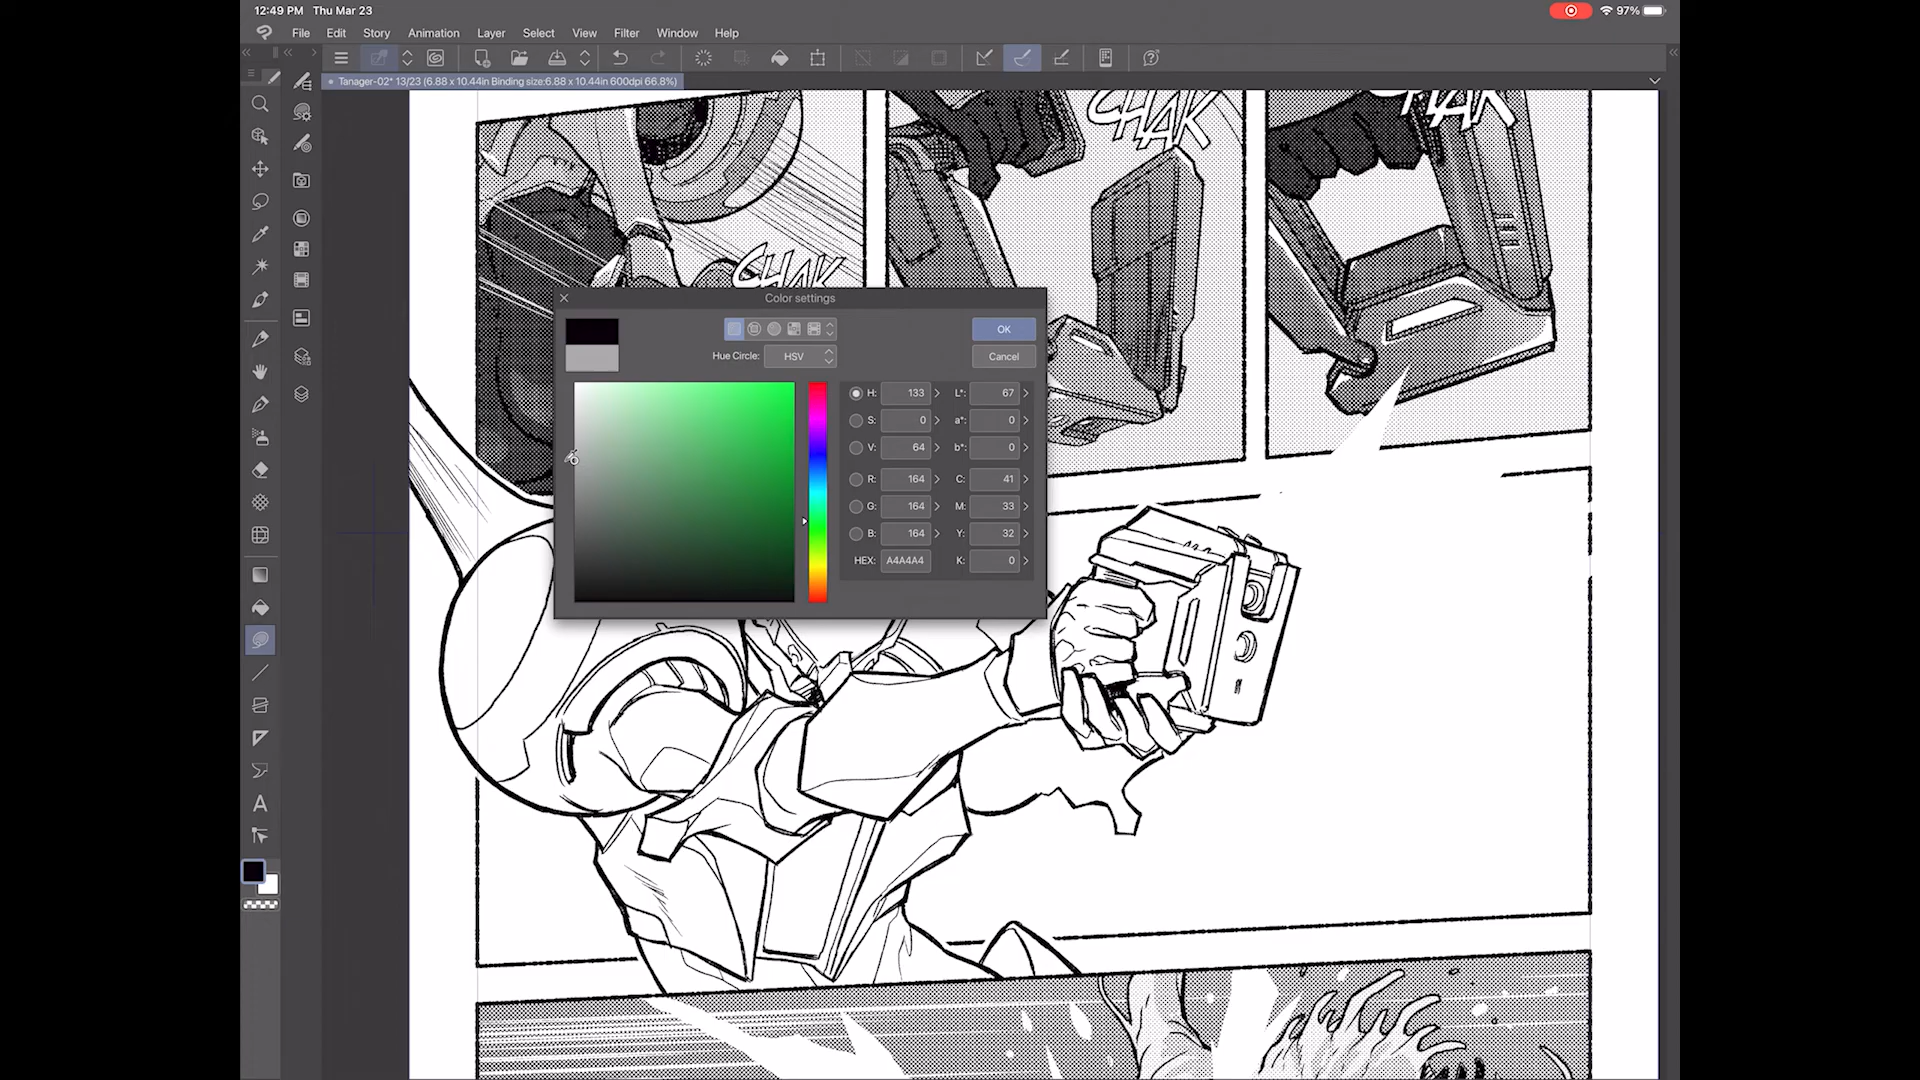 12:49 PM Thu Mar 23
97%
File Edit Story Animation Layer Select View Filter Window Help
Tanager-02* 13/23 (6.88 x 10.44in Binding size:6.88 x 10.44in 600dpi 66.8%)
CHAK
CHAK
CHAK
Color settings
OK
Hue Circle: HSV
Cancel
H: 133 L*: 67
S: 0 a*: 0
V: 64 b*: 0
R: 164 C: 41
G: 164 M: 33
B: 164 Y: 32
HEX: A4A4A4 K: 0
A